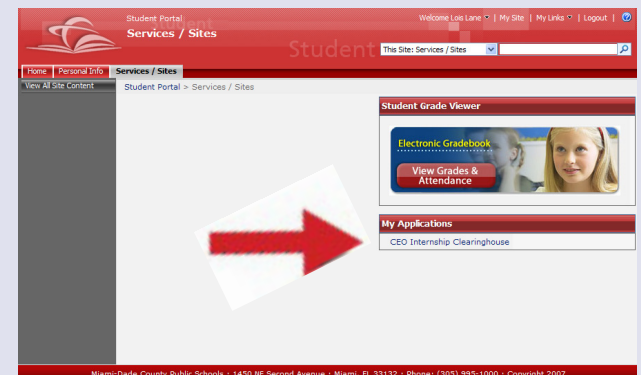 Student Portal
Welcome Lois Lane | My Site | My Links | Logout |
Services / Sites
Student
This Site: Services / Sites
Home Personal Info Services / Sites
View All Site Content
Student Portal > Services / Sites
Student Grade Viewer
Electronic Gradebook
View Grades &
Attendance
My Applications
CEO Internship Clearinghouse
Miami-Dade County Public Schools · 1450 NE Second Avenue · Miami, FL 33132 · Phone: (305) 995-1000 · Copyright 2007